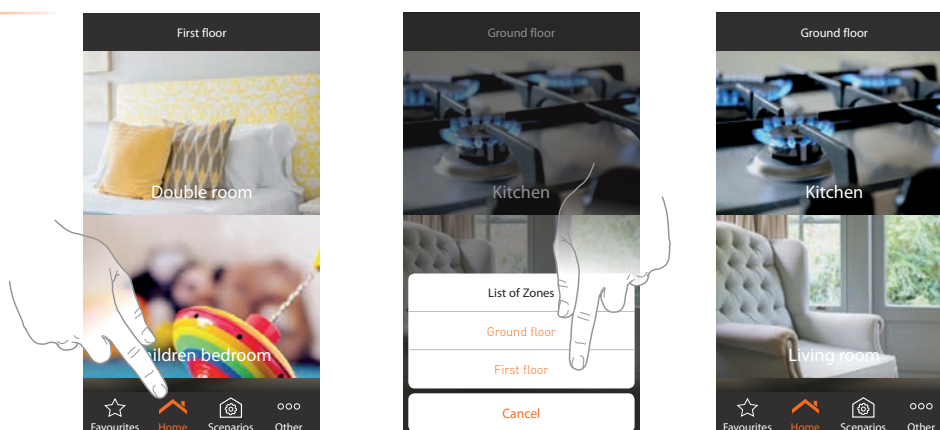 First floor
Double room
ildren bedroom
Favourites Home Scenarios Other
Ground floor
Kitchen
List of Zones
Ground floor
First floor
Cancel
Ground floor
Kitchen
Living room
Favourites Home Scenarios Other